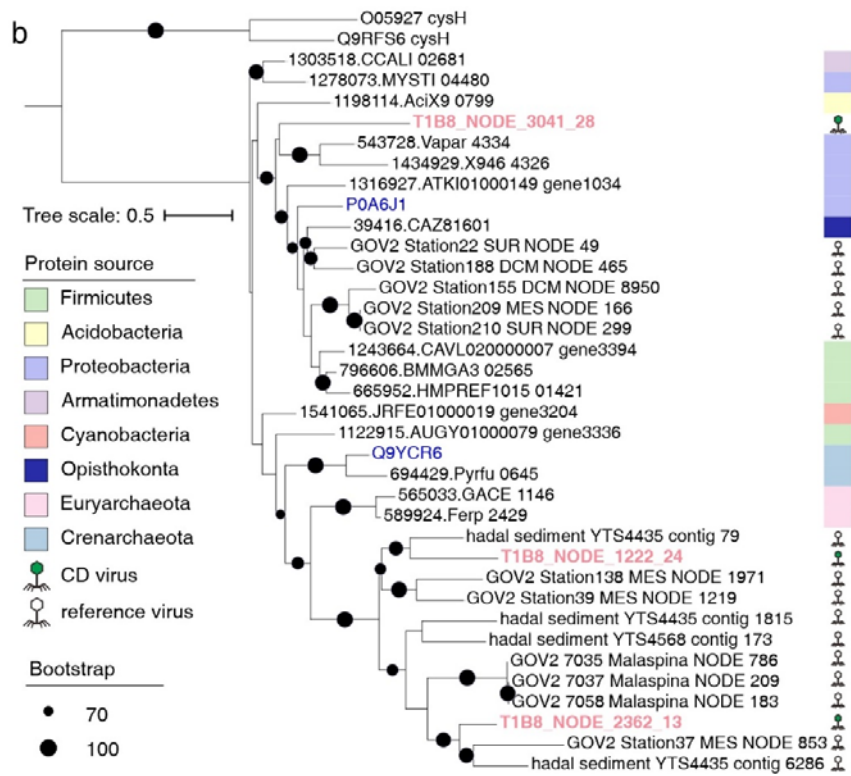 b
O05927 cysH
Q9RFS6 cysH
1303518.CCALI 02681
1278073.MYSTI 04480
1198114.AciX9 0799
T1B8_NODE_3041_28
543728.Vapar 4334
1434929.X946 4326
1316927.ATKI01000149 gene1034
P0A6J1
39416.CAZ81601
GOV2 Station22 SUR NODE 49
GOV2 Station188 DCM NODE 465
GOV2 Station155 DCM NODE 8950
GOV2 Station209 MES NODE 166
GOV2 Station210 SUR NODE 299
1243664.CAVL020000007 gene3394
796606.BMMGA3 02565
665952.HMPREF1015 01421
1541065.JRFE01000019 gene3204
1122915.AUGY01000079 gene3336
Q9YCR6
694429.Pyrfu 0645
565033.GACE 1146
589924.Ferp 2429
hadal sediment YTS4435 contig 79
T1B8_NODE_1222_24
GOV2 Station138 MES NODE 1971
GOV2 Station39 MES NODE 1219
hadal sediment YTS4435 contig 1815
hadal sediment YTS4568 contig 173
GOV2 7035 Malaspina NODE 786
GOV2 7037 Malaspina NODE 209
GOV2 7058 Malaspina NODE 183
T1B8_NODE_2362_13
GOV2 Station37 MES NODE 853
hadal sediment YTS4435 contig 6286
Tree scale: 0.5
Protein source
Firmicutes
Acidobacteria
Proteobacteria
Armatimonadetes
Cyanobacteria
Opisthokonta
Euryarchaeota
Crenarchaeota
CD virus
reference virus
Bootstrap
70
100